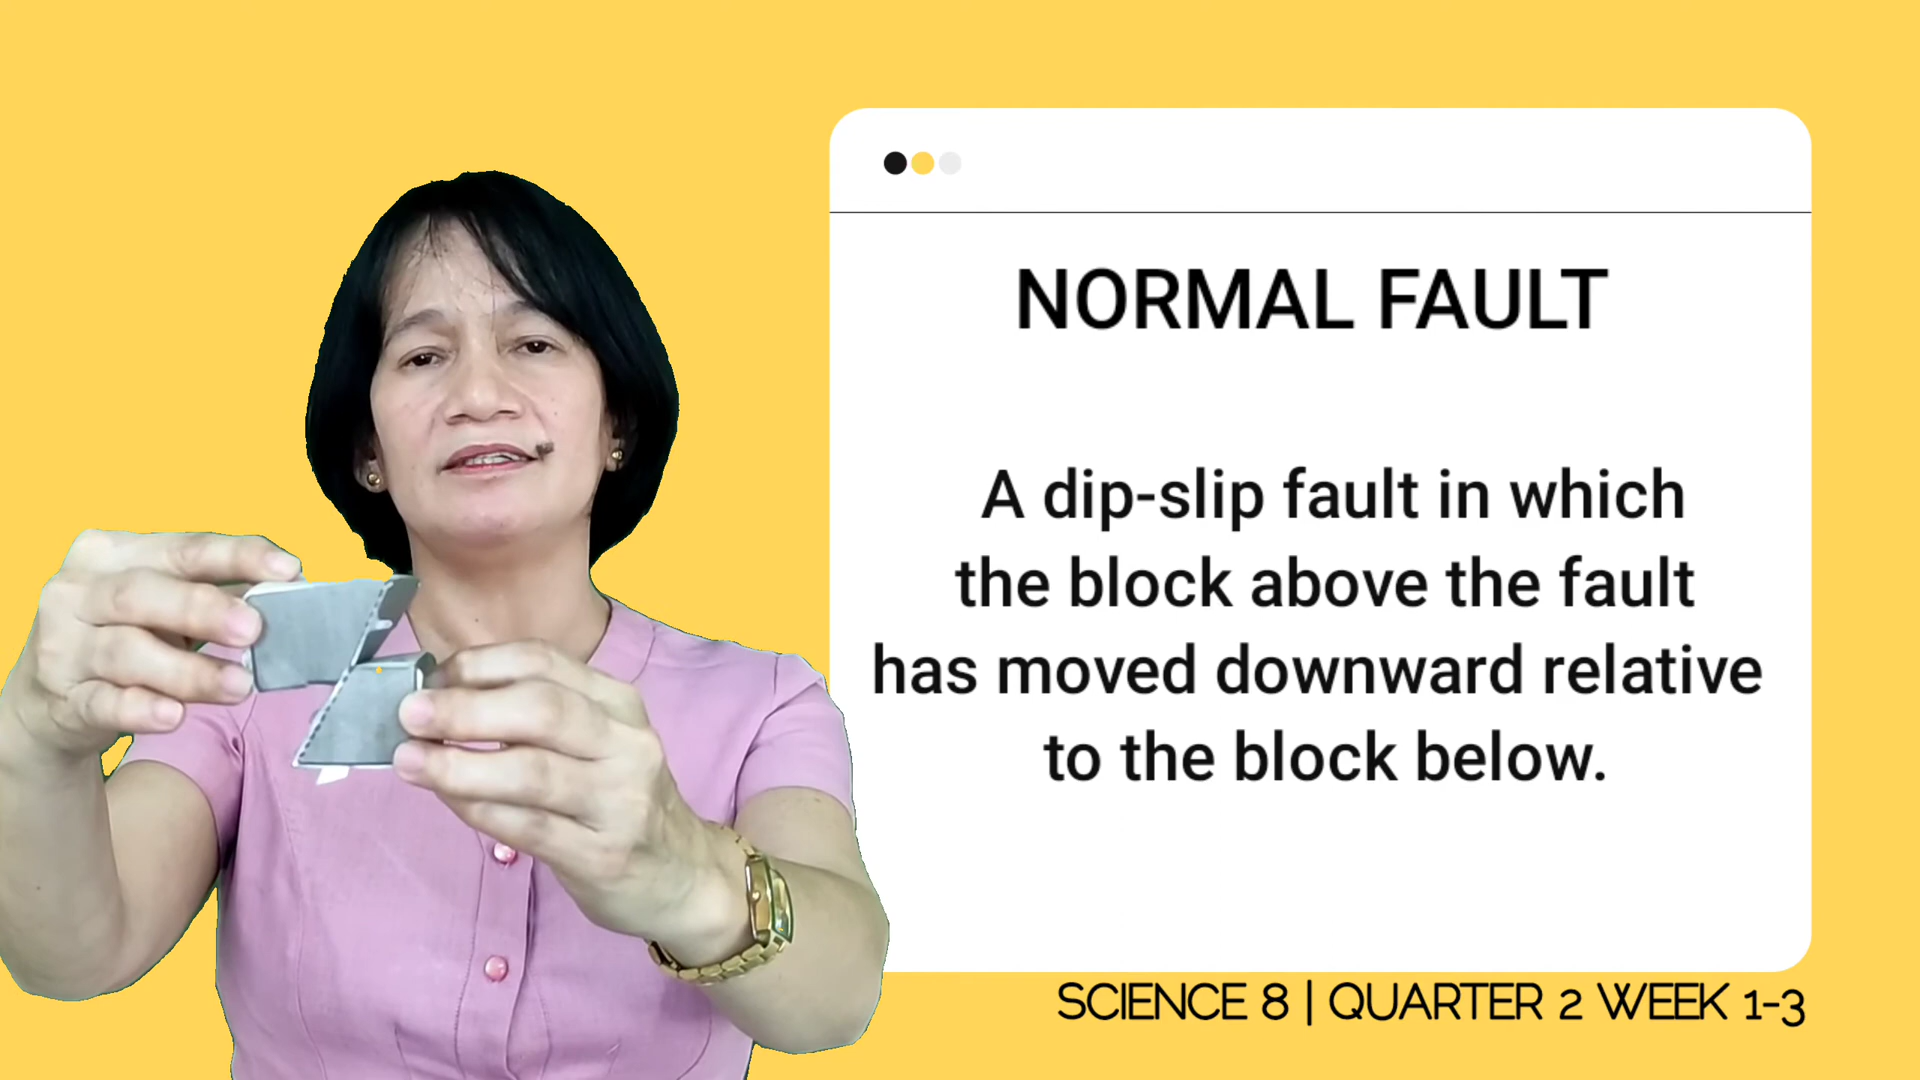 NORMAL FAULT
A dip-slip fault in which
the block above the fault
has moved downward relative
to the block below.
SCIENCE 8 | QUARTER 2 WEEK 1-3